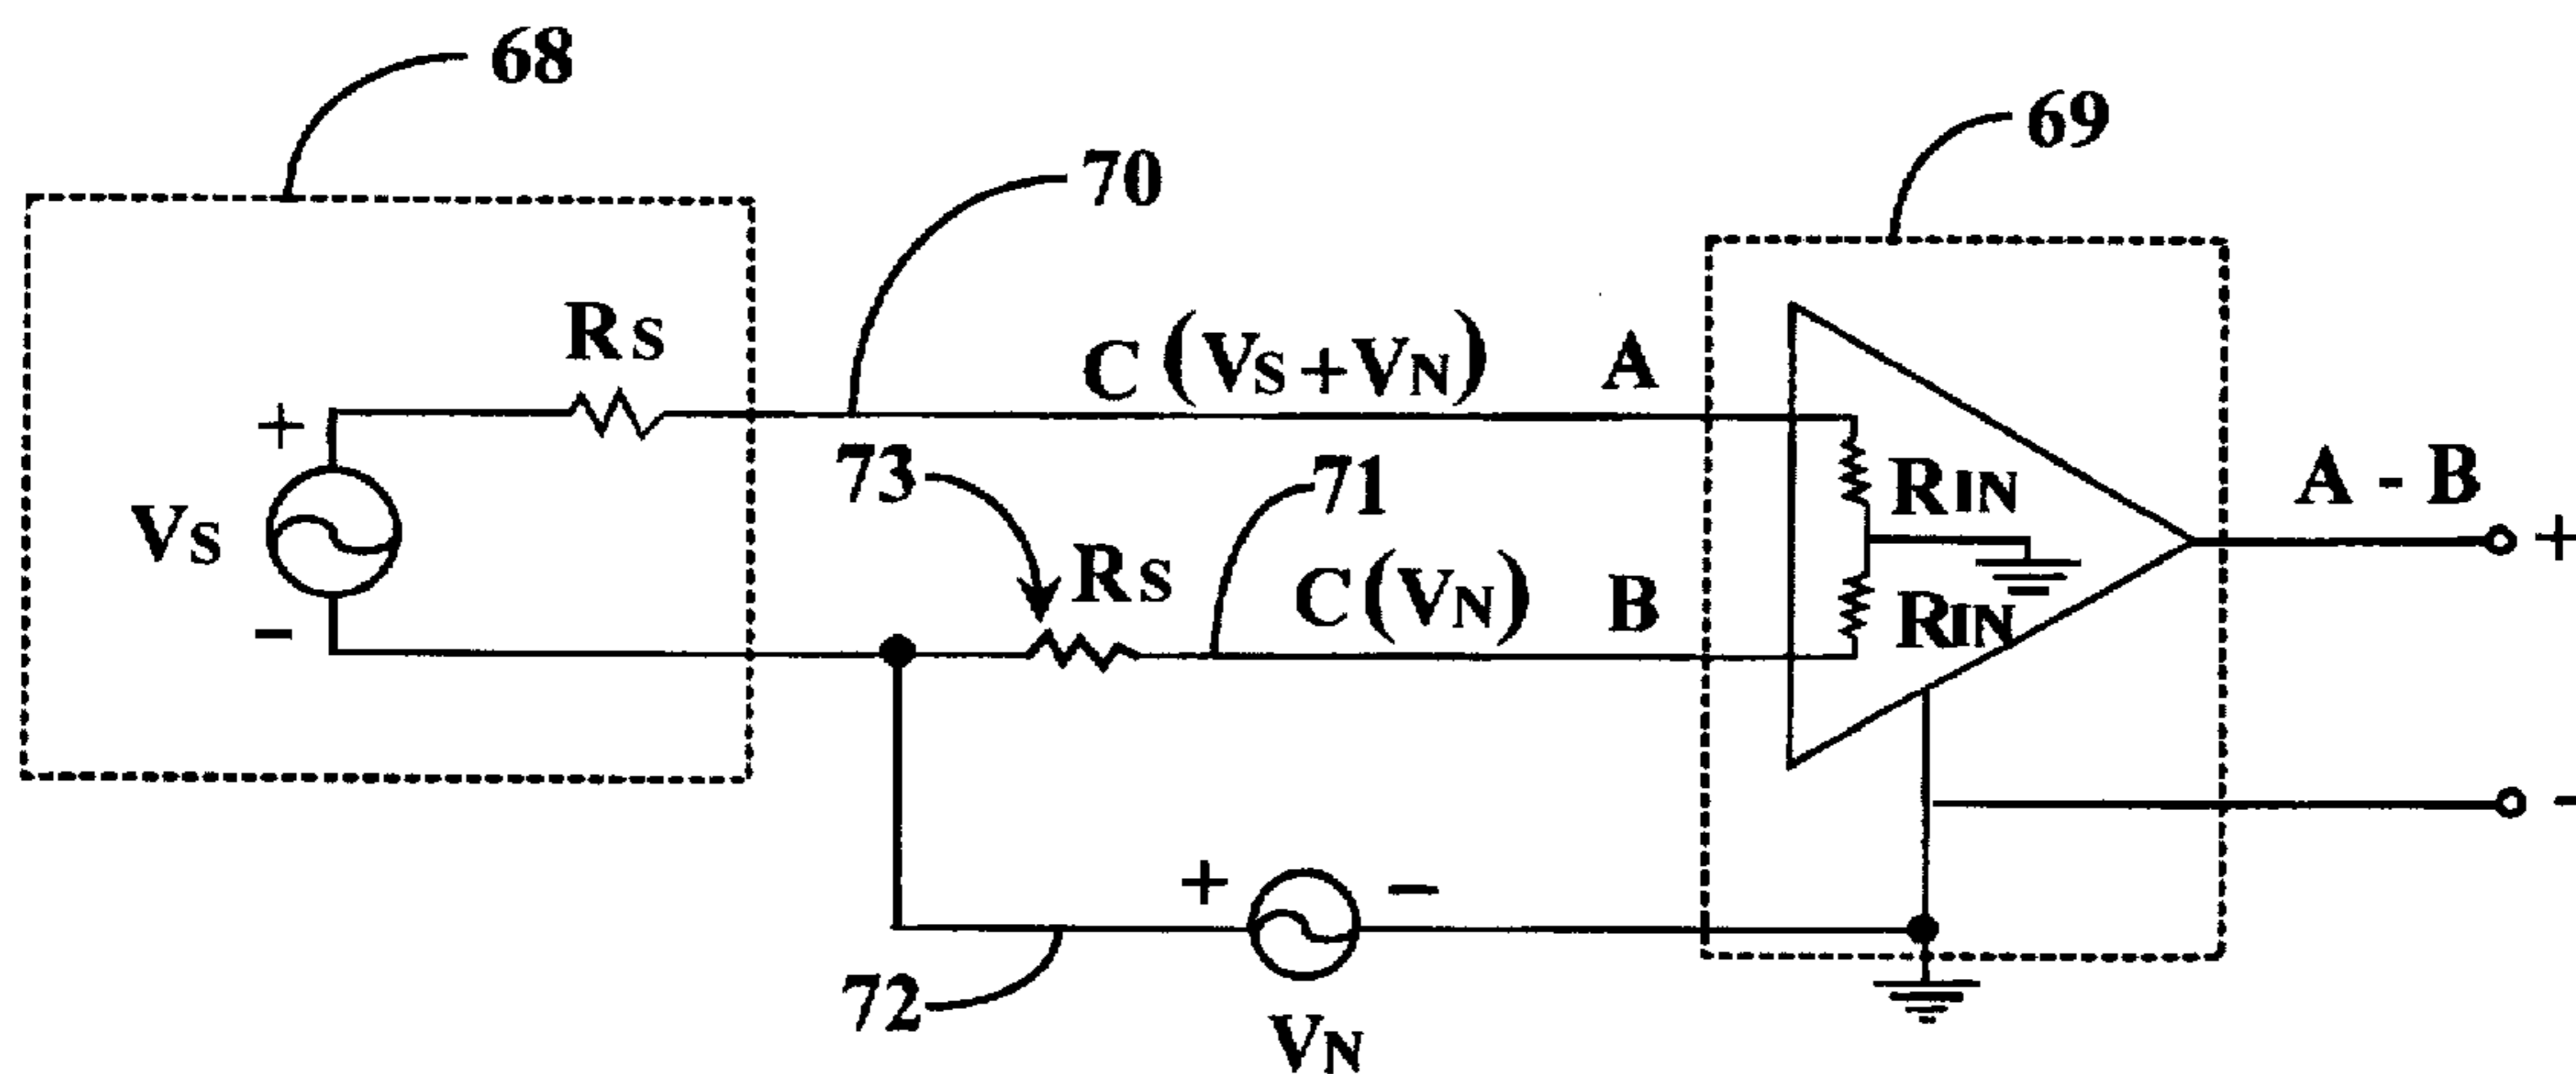 68
69
70
RS
C (VS + VN) A
+
73
71
RIN
A - B
+
VS
RS
C (VN) B
RIN
-
-
+ -
72
VN